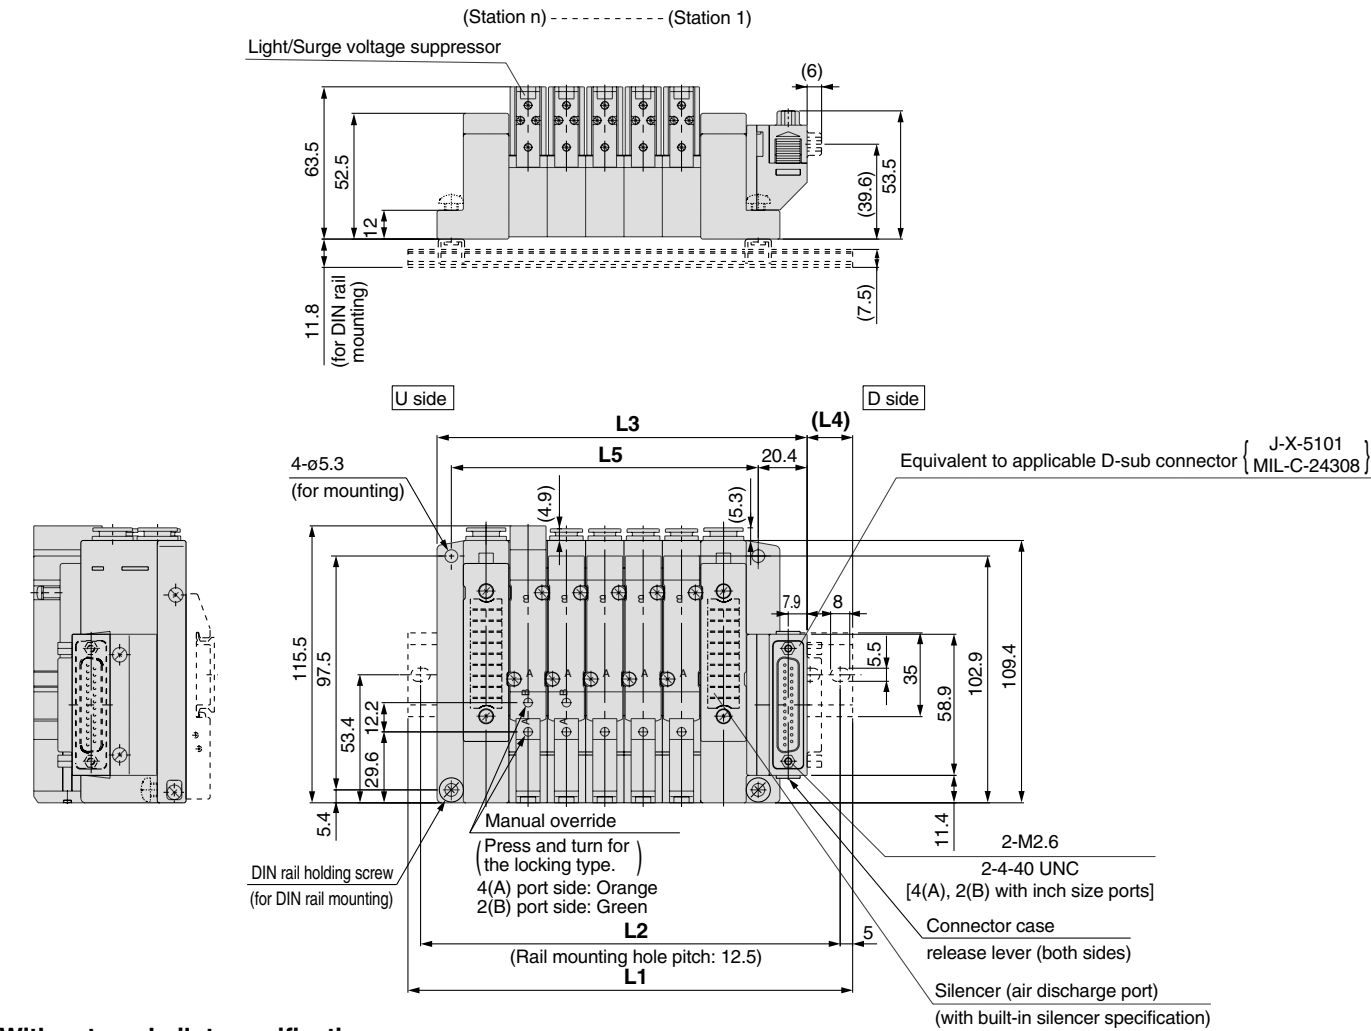 (Station n) (Station 1)
Light/Surge voltage suppressor
(6)
63.5
52.5
12
(39.6)
53.5
11.8
(for DIN rail
mounting)
(7.5)
U side
D side
L3
(L4)
L5
20.4
Equivalent to applicable D-sub connector { J-X-5101
MIL-C-24308 }
4-ø5.3
(for mounting)
(4.9)
(5.3)
7.9
8
B
B
B
B
B
A
A
A
A
A
B
B
A
A
115.5
97.5
53.4
12.2
29.6
5.4
5.5
35
58.9
102.9
109.4
11.4
Manual override
(Press and turn for
the locking type.)
4(A) port side: Orange
2(B) port side: Green
DIN rail holding screw
(for DIN rail mounting)
2-M2.6
2-4-40 UNC
[4(A), 2(B) with inch size ports]
Connector case
release lever (both sides)
L2
5
(Rail mounting hole pitch: 12.5)
L1
Silencer (air discharge port)
(with built-in silencer specification)